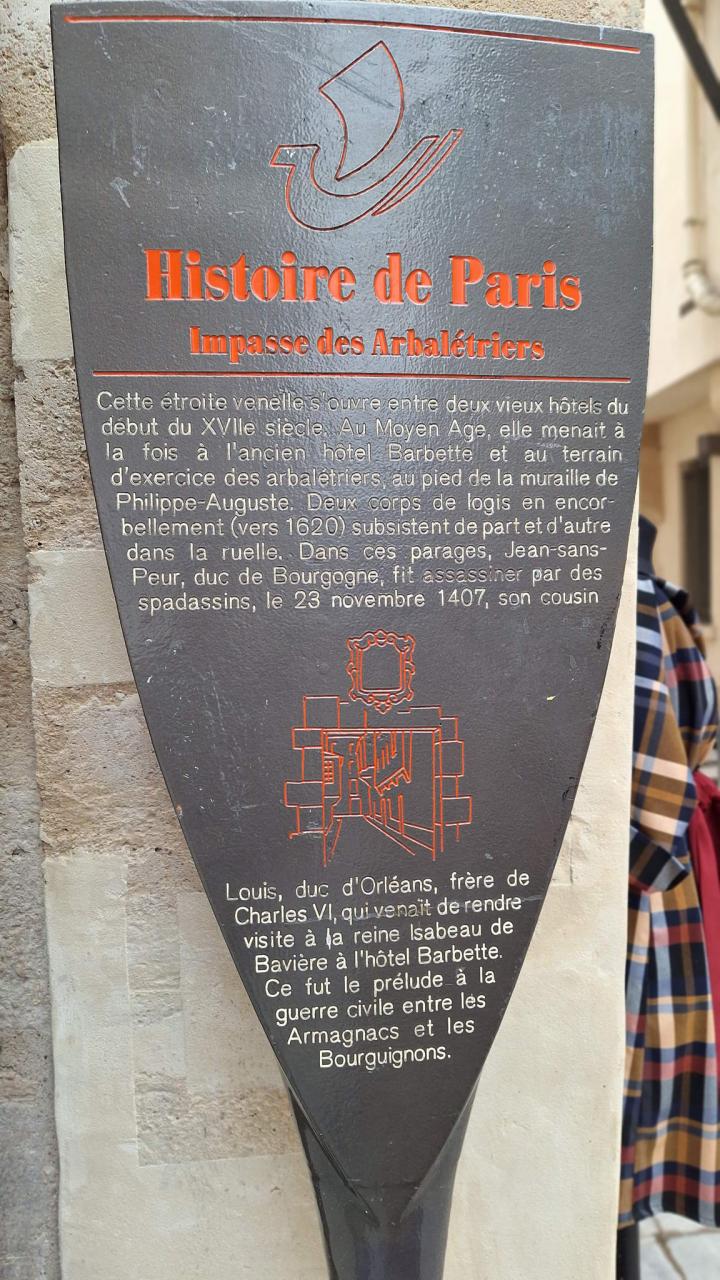 Histoire de Paris
Impasse des Arbalétriers
Cette étroite venelle s'ouvre entre deux vieux hôtels du
début du XVIIe siècle. Au Moyen Age, elle menait à
la fois à l'ancien hôtel Barbette et au terrain
d'exercice des arbalétriers, au pied de la muraille de
Philippe-Auguste. Deux corps de logis en encor-
bellement (vers 1620) subsistent de part et d'autre
dans la ruelle. Dans ces parages, Jean-sans-
Peur, duc de Bourgogne, fit assassiner par des
spadassins, le 23 novembre 1407, son cousin
Louis, duc d'Orléans, frère de
Charles VI, qui venait de rendre
visite à la reine Isabeau de
Bavière à l'hôtel Barbette.
Ce fut le prélude à la
guerre civile entre les
Armagnacs et les
Bourguignons.